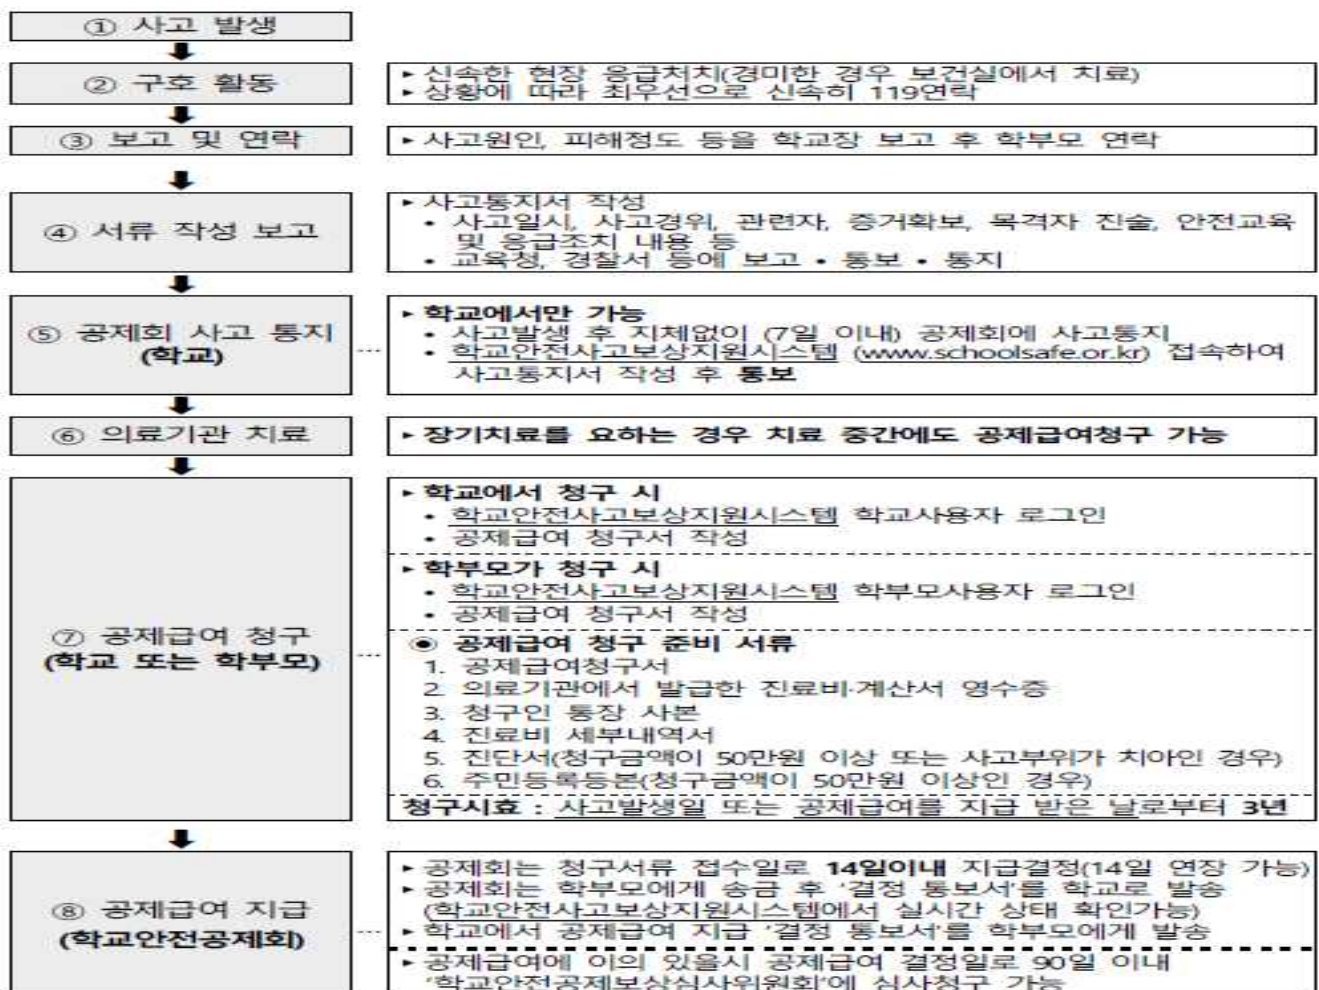 ① 사고 발생
② 구호 활동
▸ 신속한 현장 응급처치(경미한 경우 보건실에서 치료)
▸ 상황에 따라 최우선으로 신속히 119연락
③ 보고 및 연락
▸ 사고원인, 피해정도 등을 학교장 보고 후 학부모 연락
④ 서류 작성 보고
▸ 사고통지서 작성
• 사고일시, 사고경위, 관련자, 증거확보, 목격자 진술, 안전교육
및 응급조치 내용 등
• 교육청, 경찰서 등에 보고 • 통보 • 통지
⑤ 공제회 사고 통지
(학교)
…
▸ 학교에서만 가능
• 사고발생 후 지체없이 (7일 이내) 공제회에 사고통지
• 학교안전사고보상지원시스템 (www.schoolsafe.or.kr) 접속하여
사고통지서 작성 후 통보
⑥ 의료기관 치료
▸ 장기치료를 요하는 경우 치료 중간에도 공제급여청구 가능
⑦ 공제급여 청구
(학교 또는 학부모)
…
▸ 학교에서 청구 시
• 학교안전사고보상지원시스템 학교사용자 로그인
• 공제급여 청구서 작성
▸ 학부모가 청구 시
• 학교안전사고보상지원시스템 학부모사용자 로그인
• 공제급여 청구서 작성
◉ 공제급여 청구 준비 서류
1. 공제급여청구서
2. 의료기관에서 발급한 진료비·계산서 영수증
3. 청구인 통장 사본
4. 진료비 세부내역서
5. 진단서(청구금액이 50만원 이상 또는 사고부위가 치아인 경우)
6. 주민등록등본(청구금액이 50만원 이상인 경우)
청구시효 : 사고발생일 또는 공제급여를 지급 받은 날로부터 3년
⑧ 공제급여 지급
(학교안전공제회)
…
▸ 공제회는 청구서류 접수일로 14일이내 지급결정(14일 연장 가능)
▸ 공제회는 학부모에게 송금 후 '결정 통보서'를 학교로 발송
(학교안전사고보상지원시스템에서 실시간 상태 확인가능)
▸ 학교에서 공제급여 지급 '결정 통보서'를 학부모에게 발송
▸ 공제급여에 이의 있을시 공제급여 결정일로 90일 이내
'학교안전공제보상심사위원회'에 심사청구 가능